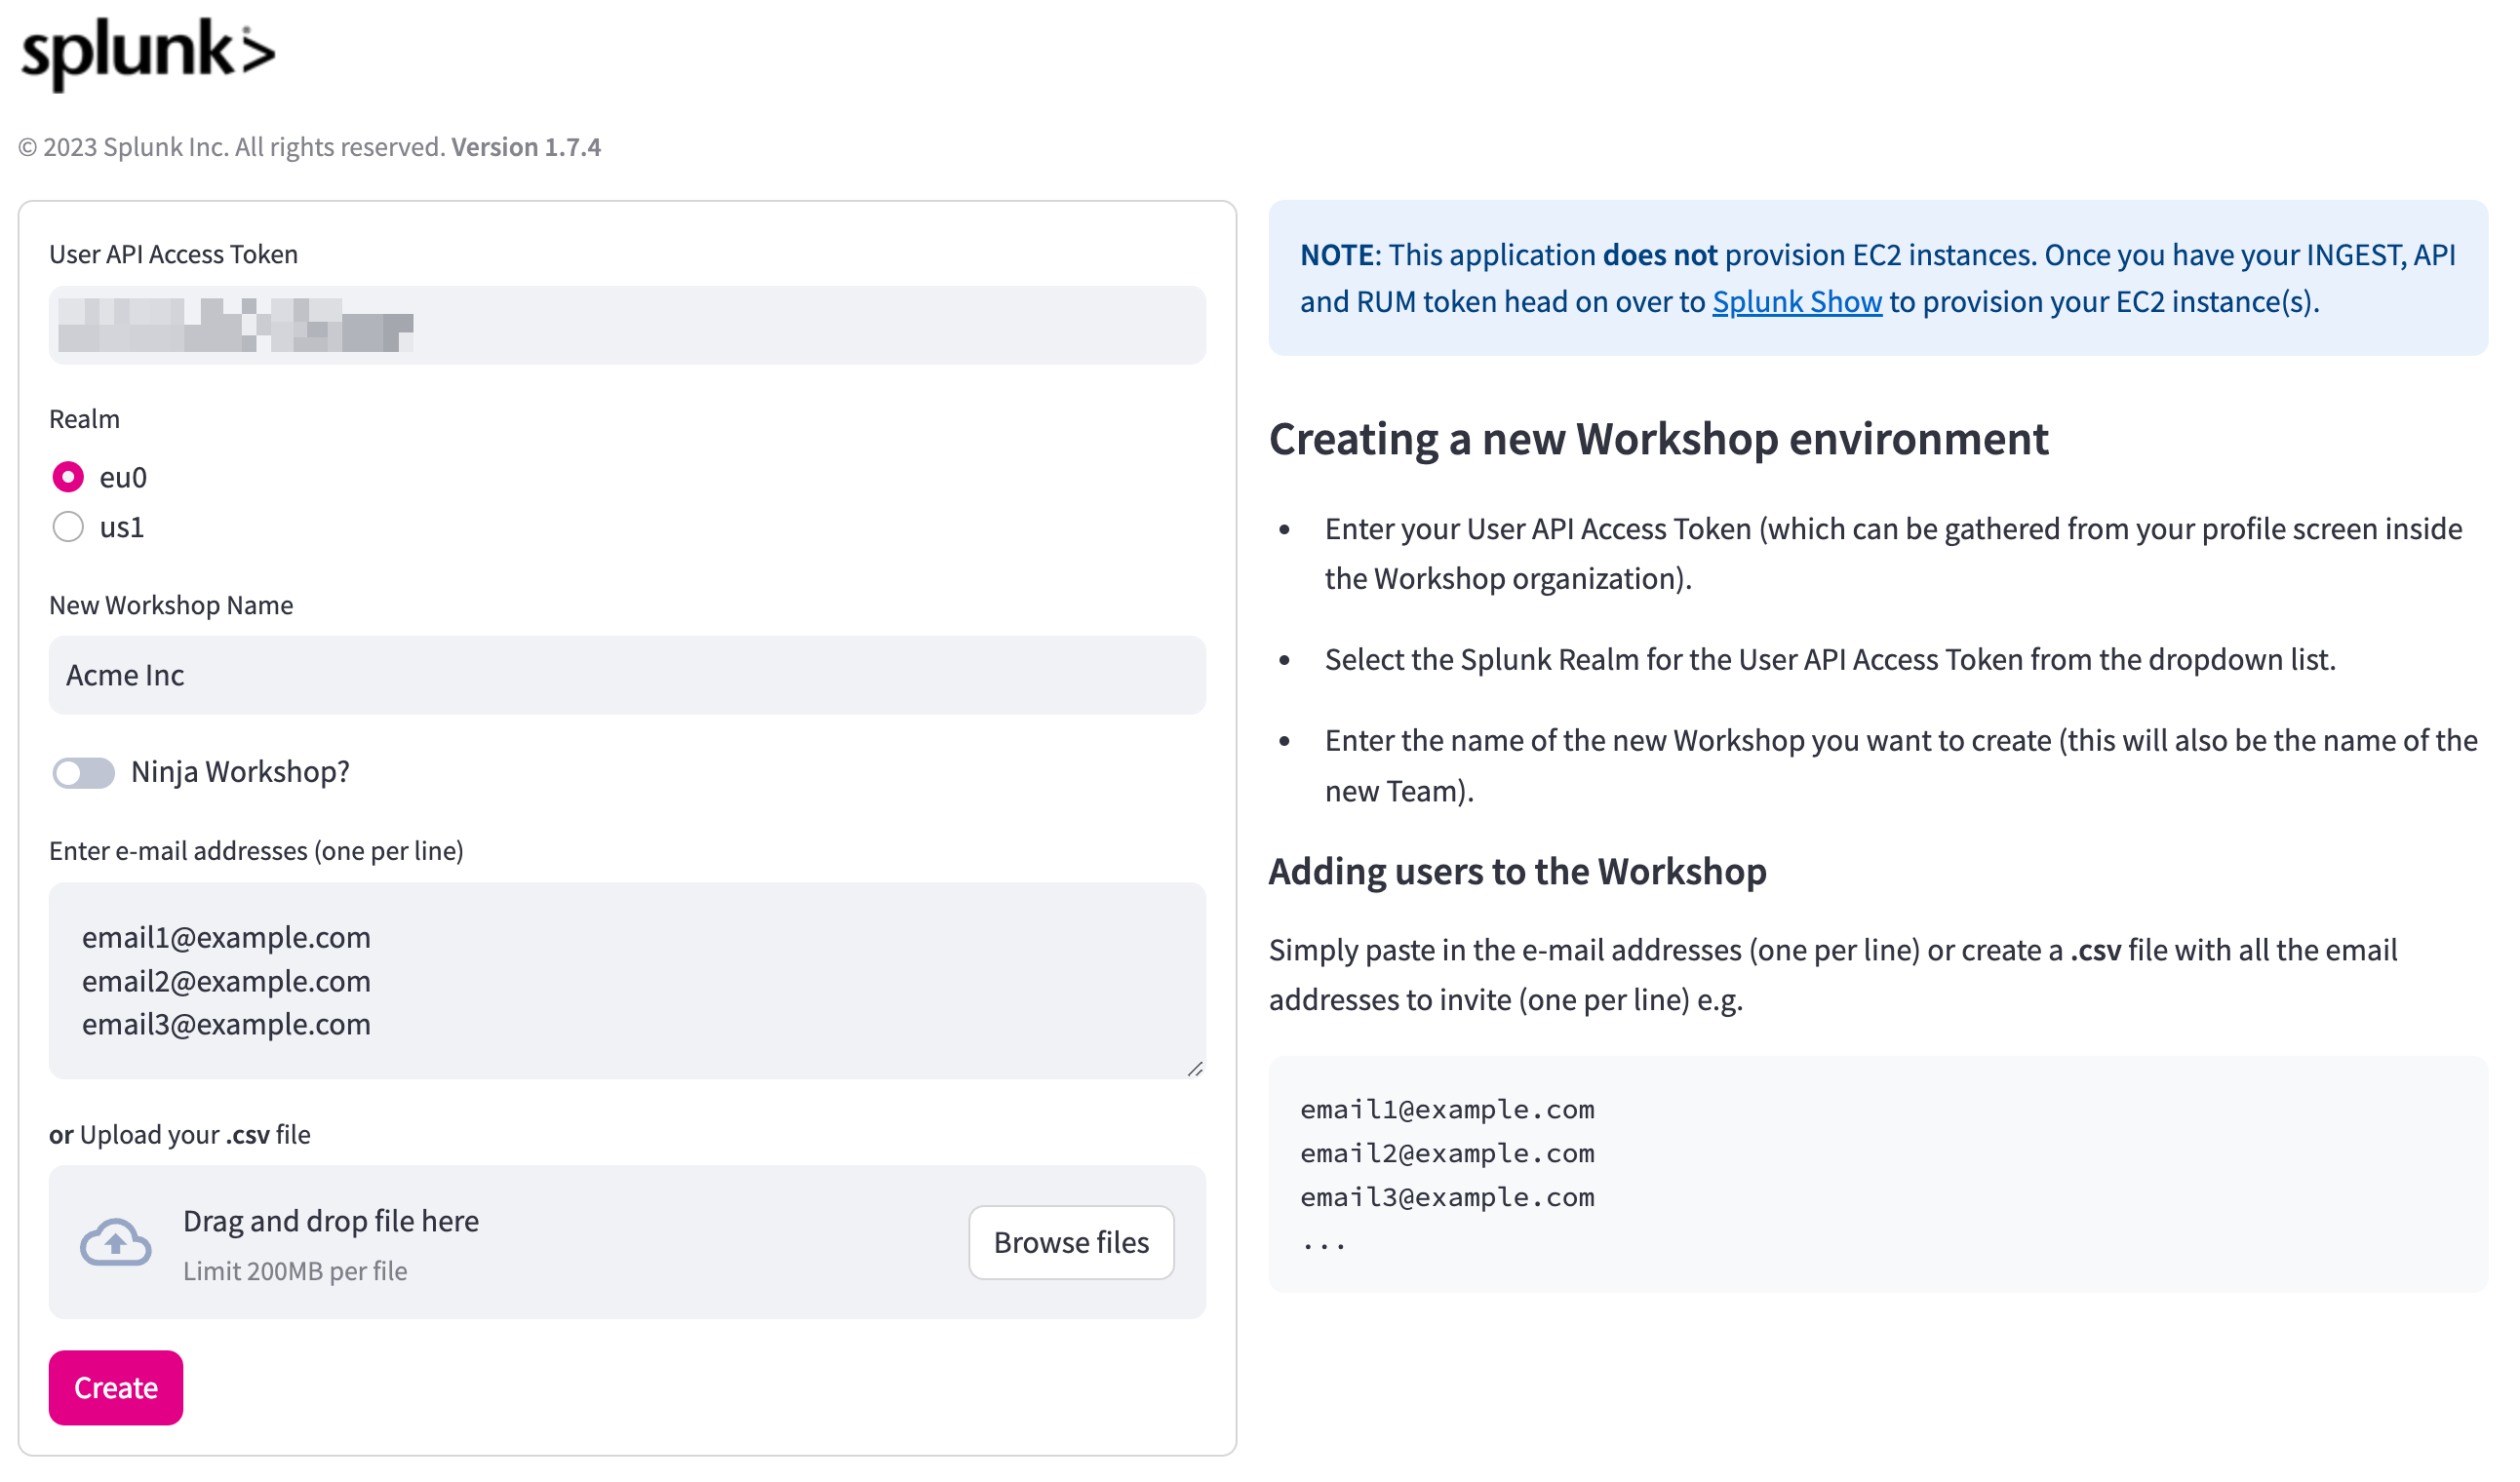 splunk>
© 2023 Splunk Inc. All rights reserved. Version 1.7.4
User API Access Token
Realm
eu0
us1
New Workshop Name
Acme Inc
Ninja Workshop?
Enter e-mail addresses (one per line)
email1@example.com
email2@example.com
email3@example.com
or Upload your .csv file
Drag and drop file here
Limit 200MB per file
Browse files
Create
NOTE: This application does not provision EC2 instances. Once you have your INGEST, API
and RUM token head on over to Splunk Show to provision your EC2 instance(s).
Creating a new Workshop environment
• Enter your User API Access Token (which can be gathered from your profile screen inside
the Workshop organization).
• Select the Splunk Realm for the User API Access Token from the dropdown list.
• Enter the name of the new Workshop you want to create (this will also be the name of the
new Team).
Adding users to the Workshop
Simply paste in the e-mail addresses (one per line) or create a .csv file with all the email
addresses to invite (one per line) e.g.
email1@example.com
email2@example.com
email3@example.com
...